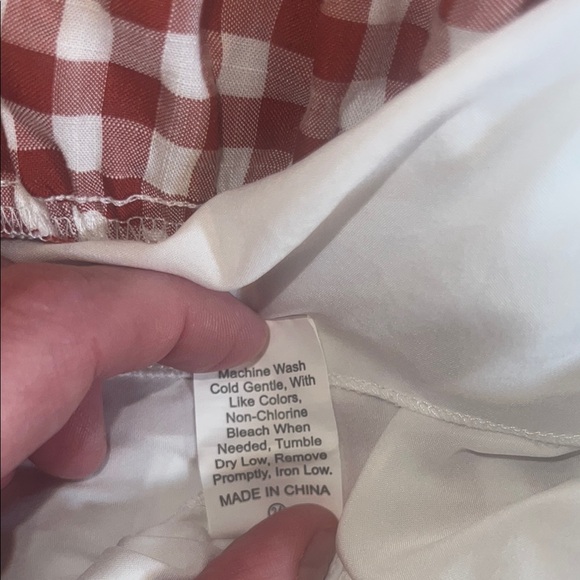 Machine Wash
Cold Gentle, With
Like Colors,
Non-Chlorine
Bleach When
Needed, Tumble
Dry Low, Remove
Promptly, Iron Low.
MADE IN CHINA